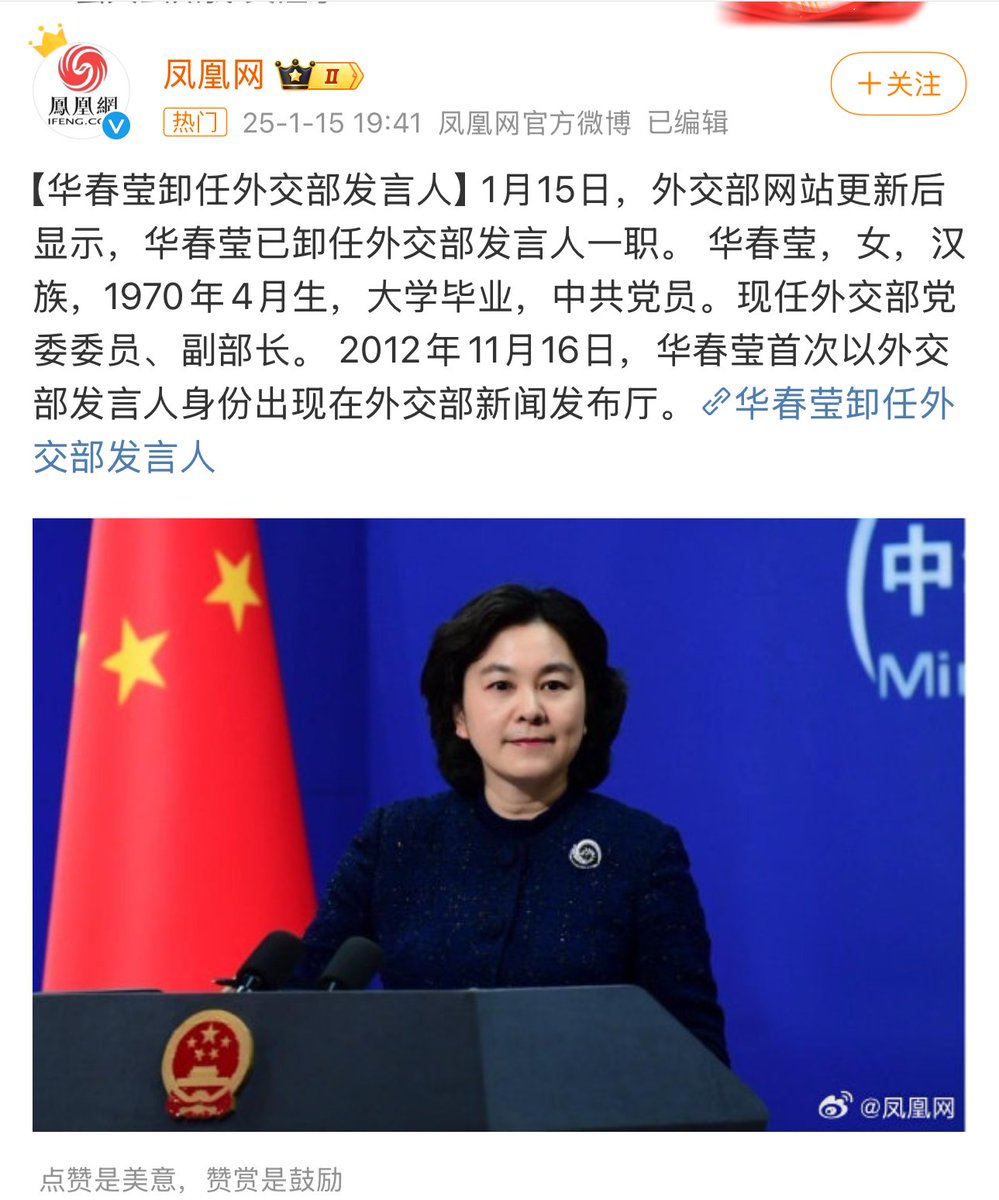 凤凰网 II
鳳凰網
IFENG.C
+关注
热门 25-1-15 19:41 凤凰网官方微博 已编辑
【华春莹卸任外交部发言人】1月15日，外交部网站更新后
显示，华春莹已卸任外交部发言人一职。 华春莹，女，汉
族，1970年4月生，大学毕业，中共党员。现任外交部党
委委员、副部长。 2012年11月16日，华春莹首次以外交
部发言人身份出现在外交部新闻发布厅。 华春莹卸任外
交部发言人
中
Min
@凤凰网
点赞是美意，赞赏是鼓励